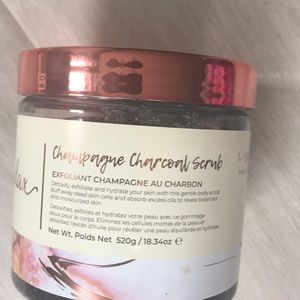 lax
Champagne Charcoal Scrub
EXFOLIANT CHAMPAGNE AU CHARBON
Detoxify, exfoliate and hydrate your skin with this gentle body scrub.
Buff away dead skin cells and absorb excess oils to reveal balanced
and moisturized skin.
Détoxifiez, exfoliez et hydratez votre peau avec ce gommage
doux pour le corps. Éliminez les cellules mortes de la peau et
absorbez l'excès d'huile pour révéler une peau équilibrée et hydratée.
Net Wt. Poids Net 520g / 18.34oz e